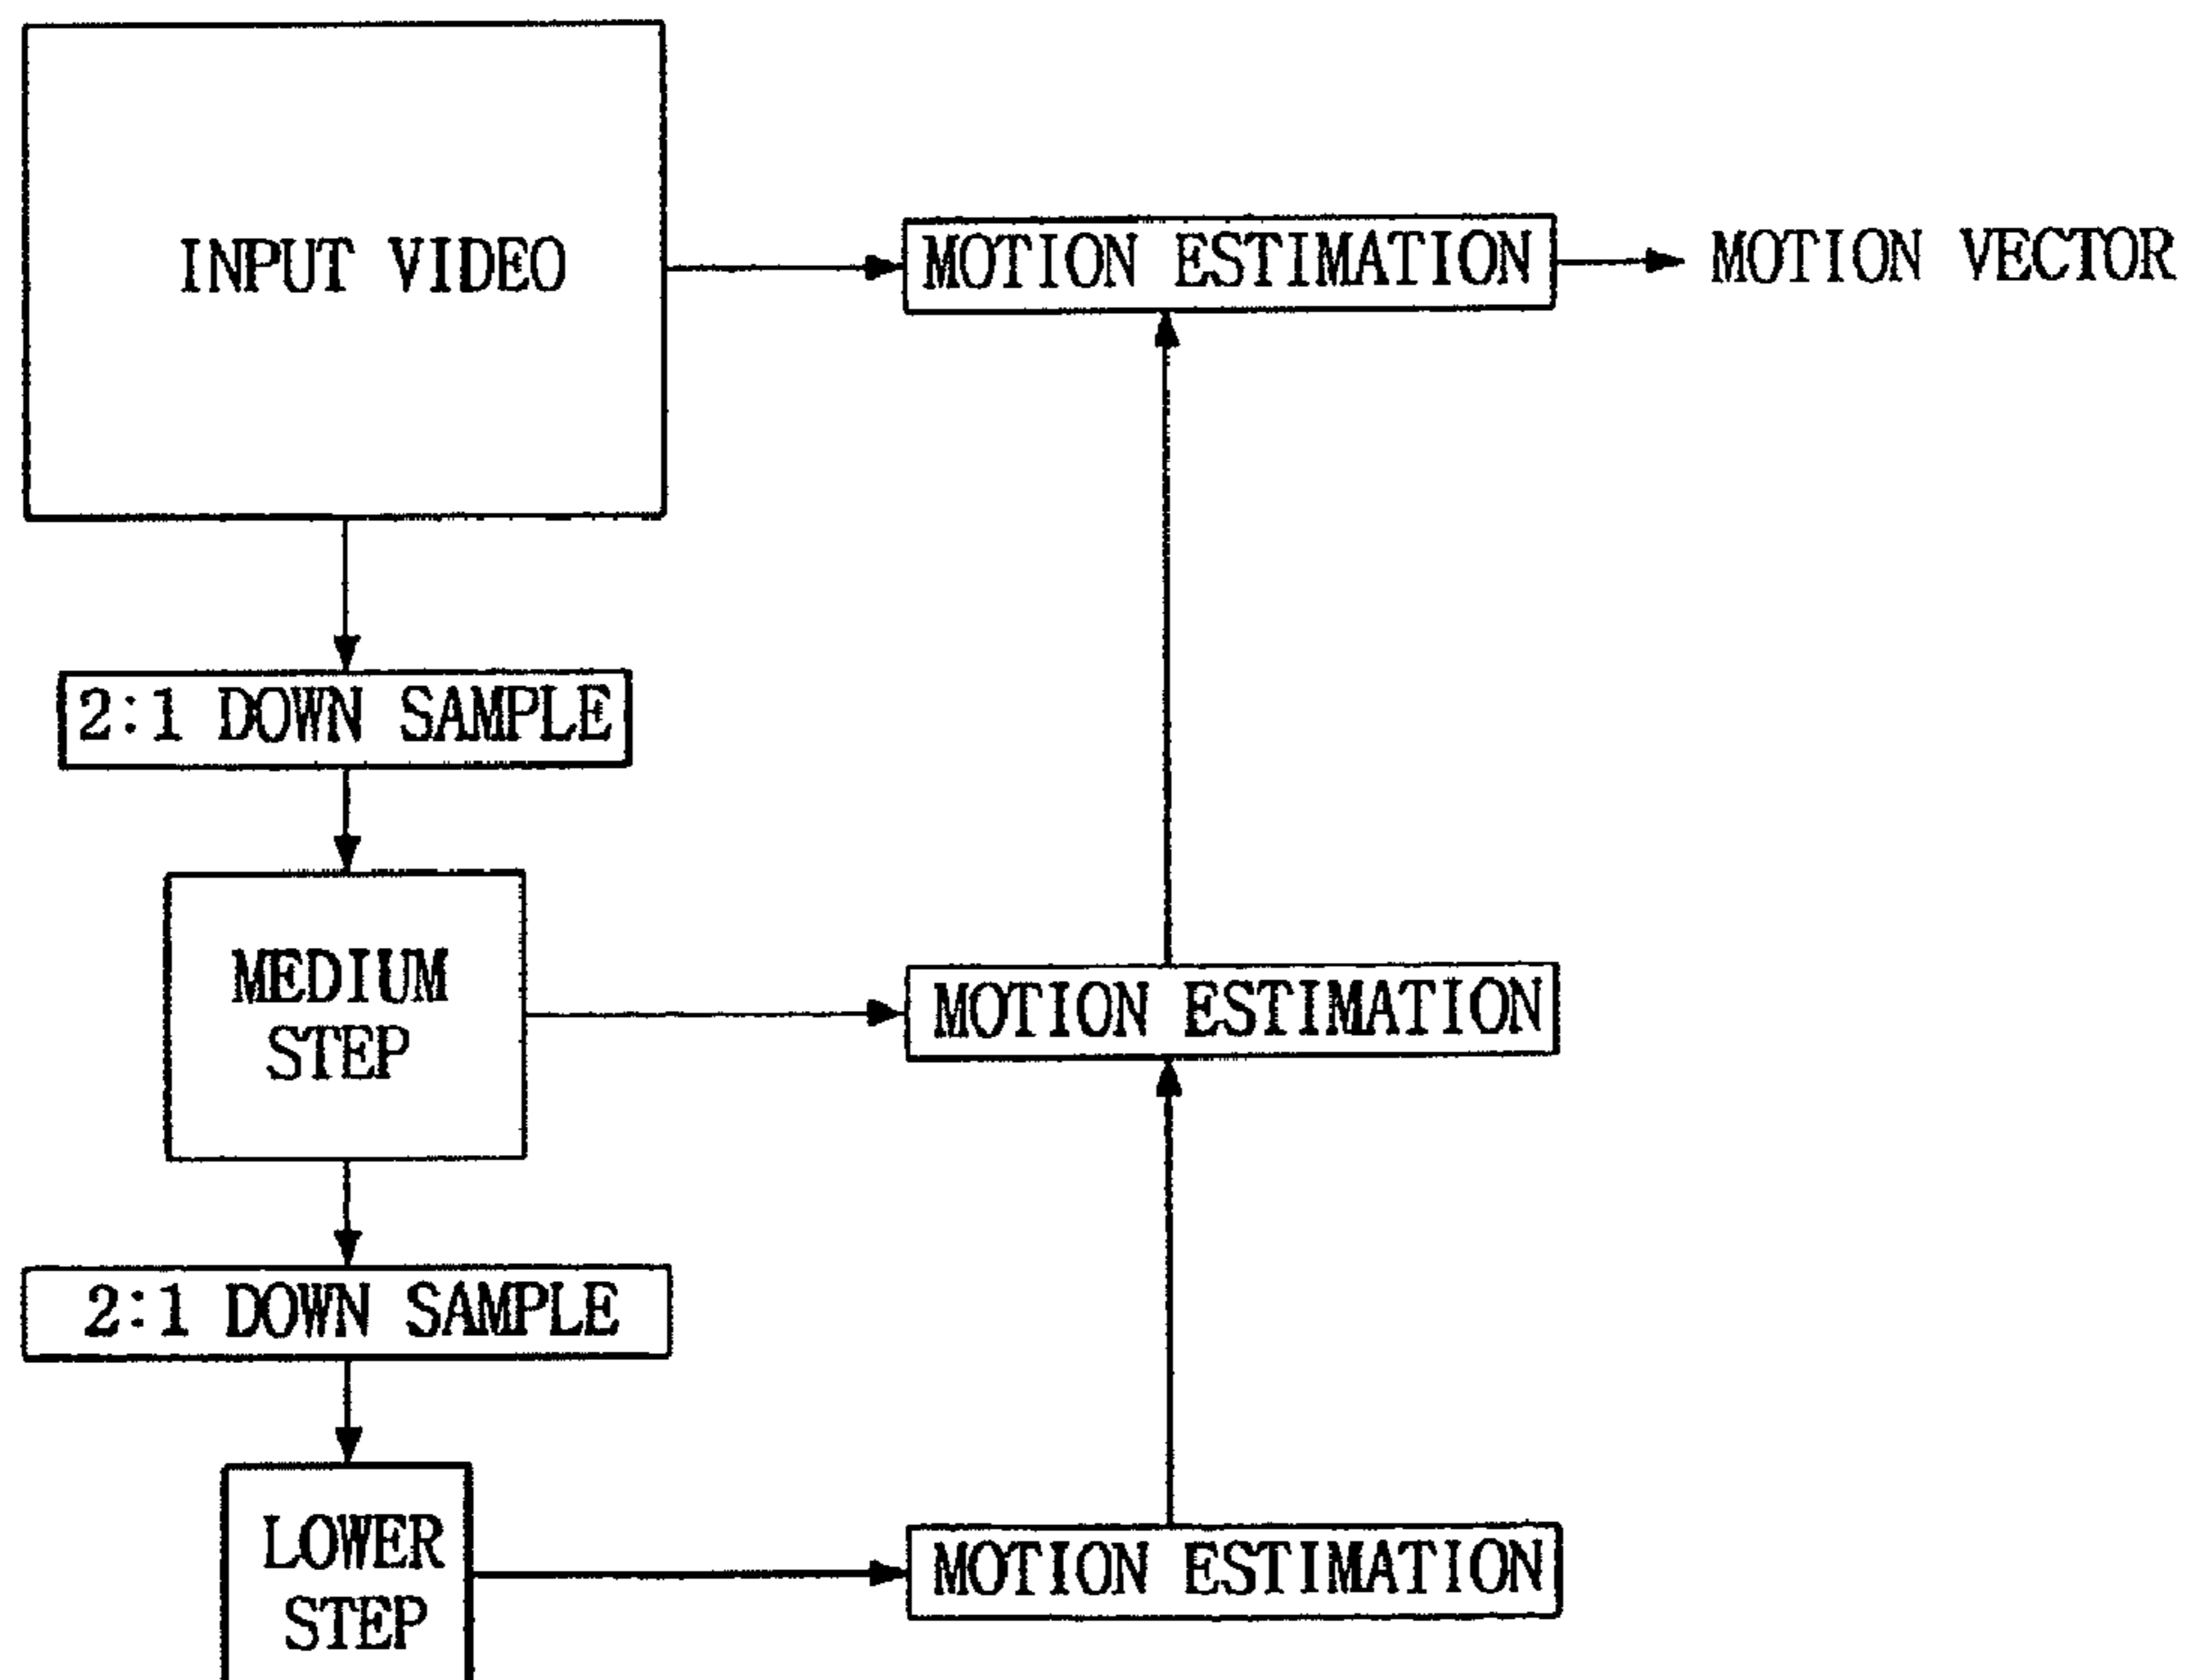 INPUT VIDEO
MOTION ESTIMATION
MOTION VECTOR
2:1 DOWN SAMPLE
MEDIUM
STEP
MOTION ESTIMATION
2:1 DOWN SAMPLE
LOWER
STEP
MOTION ESTIMATION